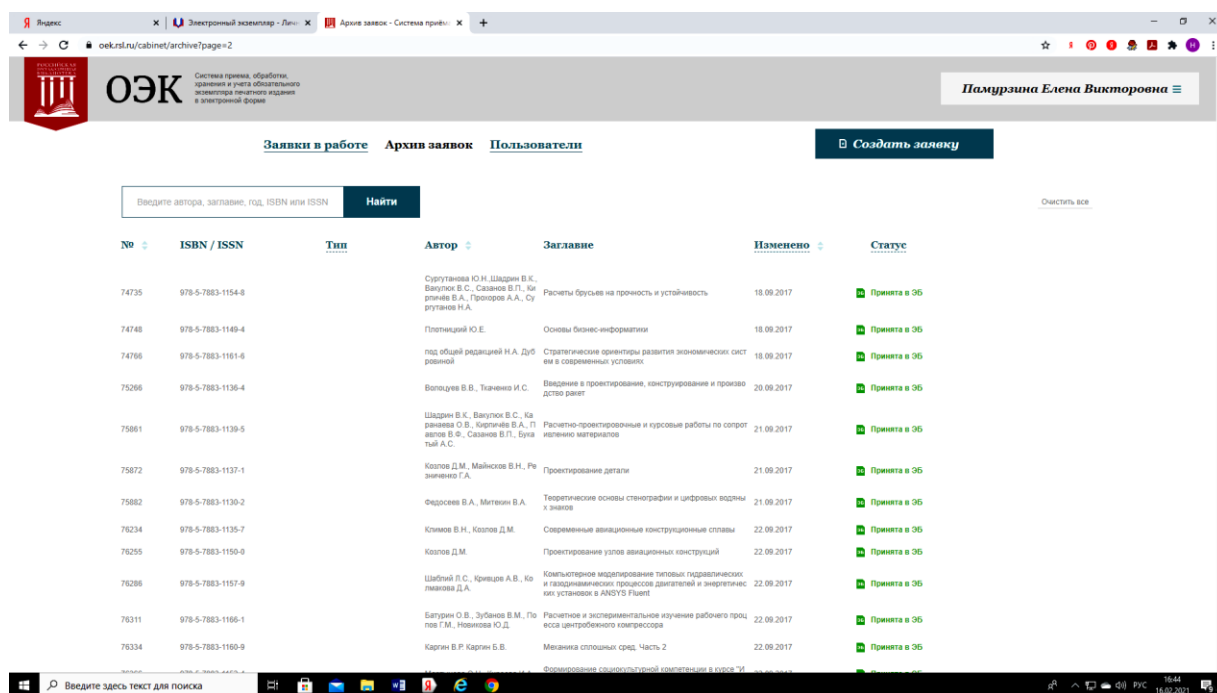 Яндекс
Электронный экземпляр - Личн
Архив заявок - Система приёма
oek.rsl.ru/cabinet/archive?page=2
РОССИЙСКАЯ
ОЭК
Система приема, обработки,
хранения и учета обязательного
экземпляра печатного издания
в электронной форме
Памурзина Елена Викторовна
Заявки в работе Архив заявок Пользователи
Создать заявку
Введите автора, заглавие, год, ISBN или ISSN Найти
Очистить все
№ ISBN / ISSN Тип Автор Заглавие Изменено Статус
Сургутанова Ю.Н.,Шадрин В.К.,
Вакулюк В.С., Сазанов В.П., Ки
74735 978-5-7883-1154-8 рпичёв В.А., Прохоров А.А., Су Расчеты брусьев на прочность и устойчивость 18.09.2017 Принята в ЭБ
ргутанов Н.А.
74748 978-5-7883-1149-4 Плотницкий Ю.Е. Основы бизнес-информатики 18.09.2017 Принята в ЭБ
под общей редакцией Н.А. Дуб Стратегические ориентиры развития экономических сист
74766 978-5-7883-1161-6 18.09.2017 Принята в ЭБ
ровиной ем в современных условиях
Введение в проектирование, конструирование и произво
75266 978-5-7883-1136-4 Волоцуев В.В., Ткаченко И.С. 20.09.2017 Принята в ЭБ
дство ракет
Шадрин В.К., Вакулюк В.С., Ка
ранаева О.В., Кирпичёв В.А., П Расчетно-проектировочные и курсовые работы по сопрот
75861 978-5-7883-1139-5 21.09.2017 Принята в ЭБ
авлов В.Ф., Сазанов В.П., Бука ивлению материалов
тый А.С.
Козлов Д.М., Майнсков В.Н., Ре
75872 978-5-7883-1137-1 Проектирование детали 21.09.2017 Принята в ЭБ
зниченко Г.А.
Теоретические основы стенографии и цифровых водяны
75882 978-5-7883-1130-2 Федосеев В.А., Митекин В.А. 21.09.2017 Принята в ЭБ
х знаков
76234 978-5-7883-1135-7 Климов В.Н., Козлов Д.М. Современные авиационные конструкционные сплавы 22.09.2017 Принята в ЭБ
76255 978-5-7883-1150-0 Козлов Д.М. Проектирование узлов авиационных конструкций 22.09.2017 Принята в ЭБ
Компьютерное моделирование типовых гидравлических
Шаблий Л.С., Кривцов А.В., Ко и газодинамических процессов двигателей и энергетичес
76286 978-5-7883-1157-9 22.09.2017 Принята в ЭБ
лмакова Д.А. ких установок в ANSYS Fluent
Батурин О.В., Зубанов В.М., По Расчетное и экспериментальное изучение рабочего проц
76311 978-5-7883-1166-1 22.09.2017 Принята в ЭБ
пов Г.М., Новикова Ю.Д. есса центробежного компрессора
76334 978-5-7883-1160-9 Каргин В.Р. Каргин Б.В. Механика сплошных сред. Часть 2 22.09.2017 Принята в ЭБ
Формирование социокультурной компетенции в курсе "И
Введите здесь текст для поиска
РУС
16:44
16.02.2021